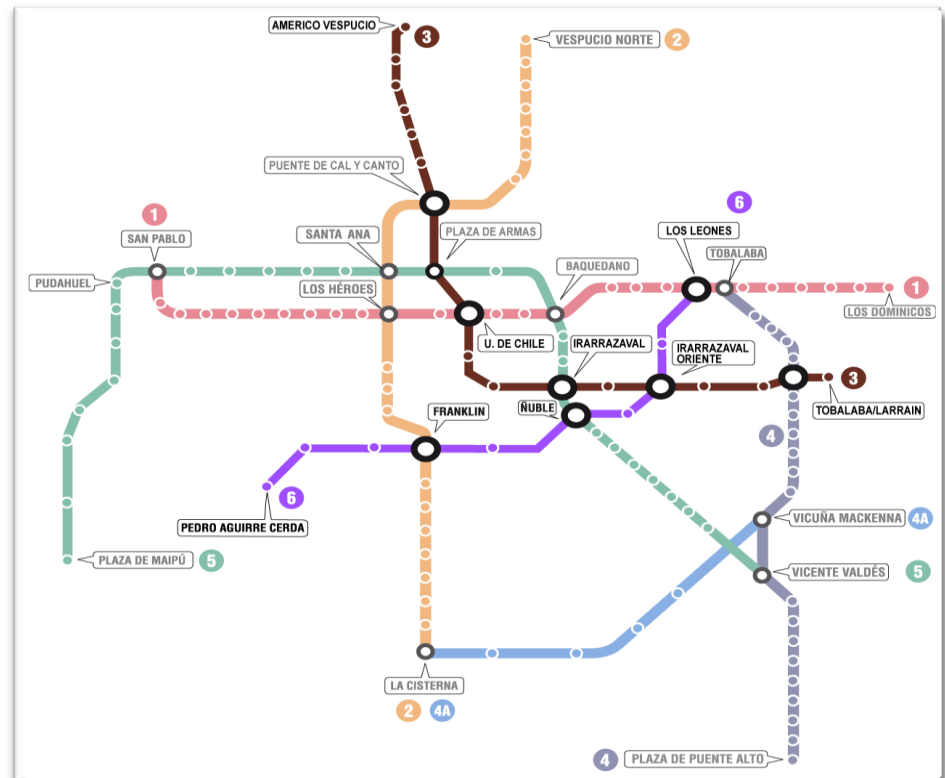 AMERICO VESPUCIO
3
VESPUCIO NORTE
2
PUENTE DE CAL Y CANTO
6
1
SAN PABLO
SANTA ANA
PLAZA DE ARMAS
LOS LEONES
TOBALABA
BAQUEDANO
PUDAHUEL
LOS HÉROES
1
LOS DOMINICOS
U. DE CHILE
IRARRAZAVAL
IRARRAZAVAL
ORIENTE
3
FRANKLIN
ÑUBLE
TOBALABA/LARRAIN
4
6
PEDRO AGUIRRE CERDA
VICUÑA MACKENNA
4A
PLAZA DE MAIPÚ
5
VICENTE VALDÉS
5
LA CISTERNA
2
4A
4
PLAZA DE PUENTE ALTO